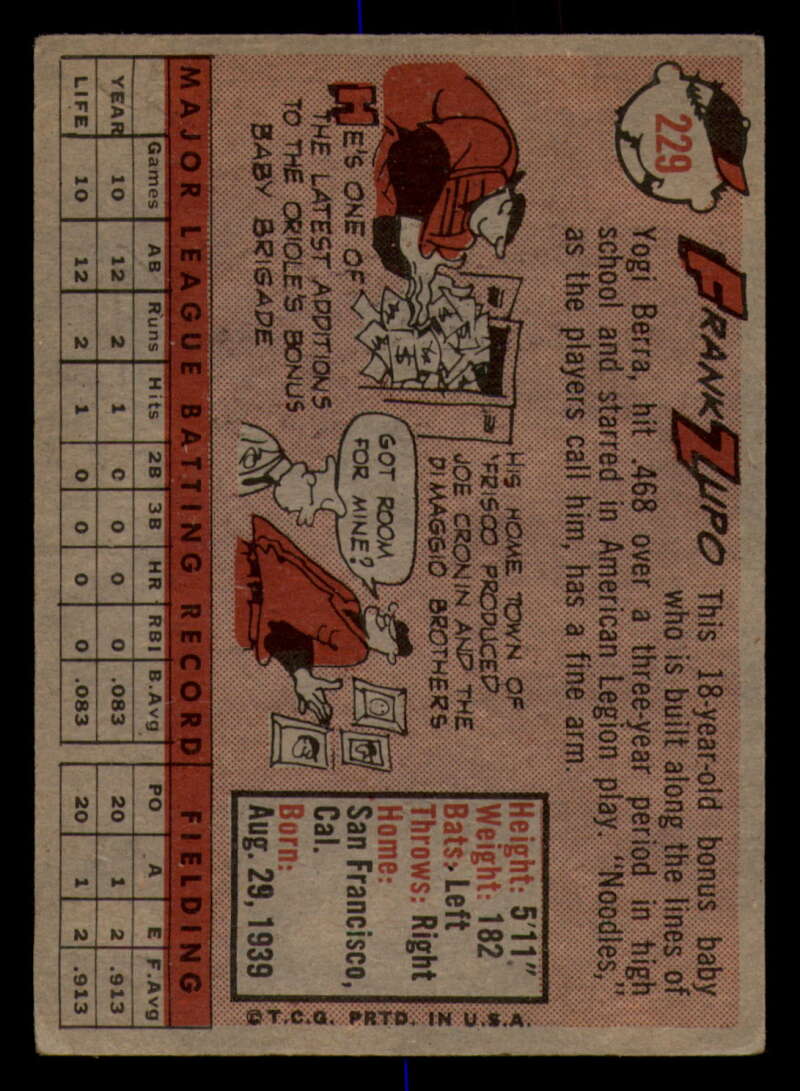 229
FRANK ZUPO
This 18-year-old bonus baby
who is built along the lines of
Yogi Berra, hit .468 over a three-year period in high
school and starred in American Legion play. "Noodles,"
as the players call him, has a fine arm.
HE'S ONE OF
THE LATEST ADDITIONS
TO THE ORIOLE'S BONUS
BABY BRIGADE
HIS HOME TOWN OF
'FRISCO PRODUCED
JOE CRONIN AND THE
DI MAGGIO BROTHERS
GOT ROOM
FOR MINE?
Height: 5'11"
Weight: 182
Bats: Left
Throws: Right
Home:
San Francisco,
Cal.
Born:
Aug. 29, 1939
© T.C.G. PRTD. IN U.S.A.
MAJOR LEAGUE BATTING RECORD FIELDING
Games AB Runs Hits 2B 3B HR RBI B.Avg PO A E F.Avg
YEAR 10 12 2 1 0 0 0 0 .083 20 1 2 .913
LIFE 10 12 2 1 0 0 0 0 .083 20 1 2 .913